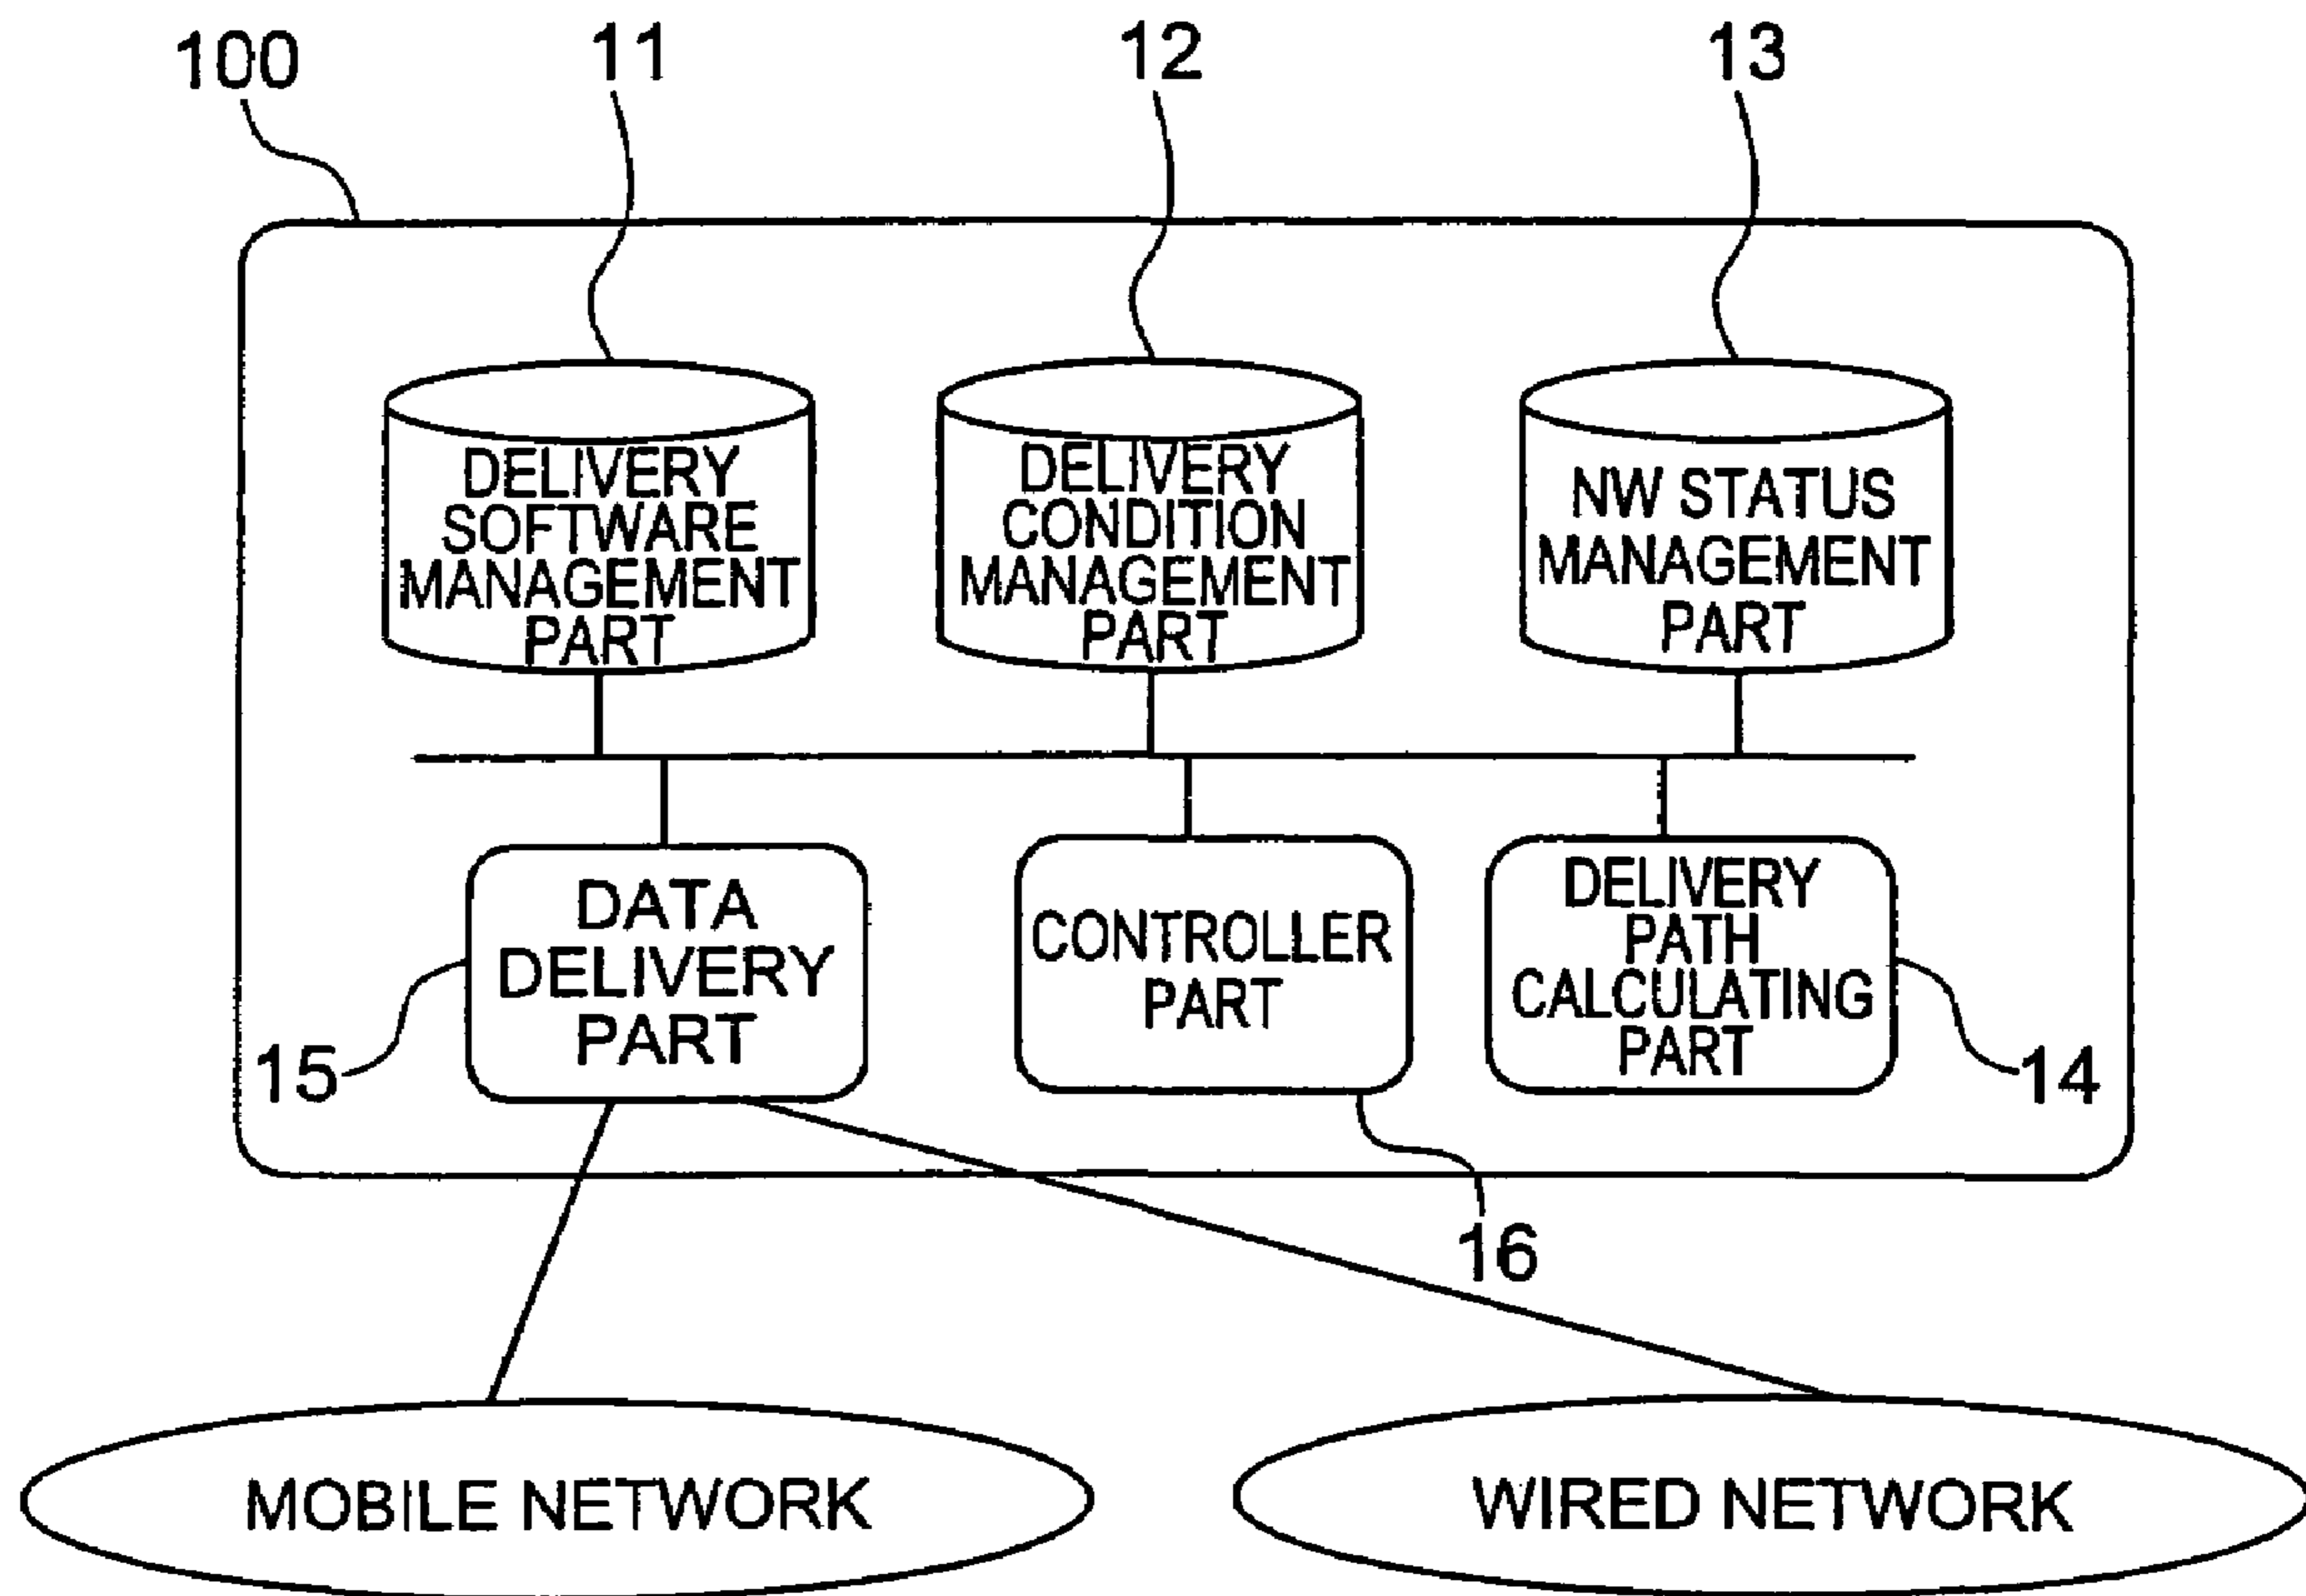 100
11
12
13
DELIVERY
SOFTWARE
MANAGEMENT
PART
DELIVERY
CONDITION
MANAGEMENT
PART
NW STATUS
MANAGEMENT
PART
DATA
DELIVERY
PART
15
CONTROLLER
PART
16
DELIVERY
PATH
CALCULATING
PART
14
MOBILE NETWORK
WIRED NETWORK